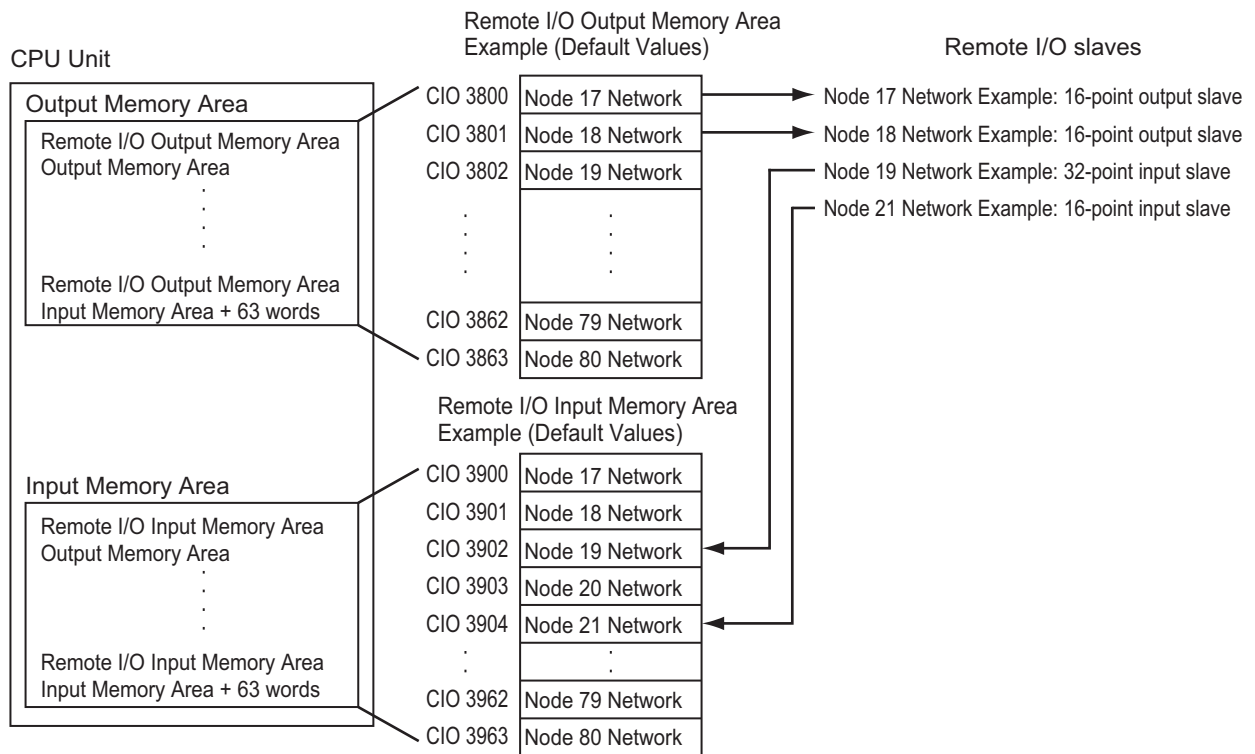 CPU Unit
Output Memory Area
Remote I/O Output Memory Area
Output Memory Area
Remote I/O Output Memory Area
Input Memory Area + 63 words
Input Memory Area
Remote I/O Input Memory Area
Output Memory Area
Remote I/O Input Memory Area
Input Memory Area + 63 words
Remote I/O Output Memory Area
Example (Default Values)
CIO 3800 Node 17 Network
CIO 3801 Node 18 Network
CIO 3802 Node 19 Network
CIO 3862 Node 79 Network
CIO 3863 Node 80 Network
Remote I/O Input Memory Area
Example (Default Values)
CIO 3900 Node 17 Network
CIO 3901 Node 18 Network
CIO 3902 Node 19 Network
CIO 3903 Node 20 Network
CIO 3904 Node 21 Network
CIO 3962 Node 79 Network
CIO 3963 Node 80 Network
Remote I/O slaves
Node 17 Network Example: 16-point output slave
Node 18 Network Example: 16-point output slave
Node 19 Network Example: 32-point input slave
Node 21 Network Example: 16-point input slave